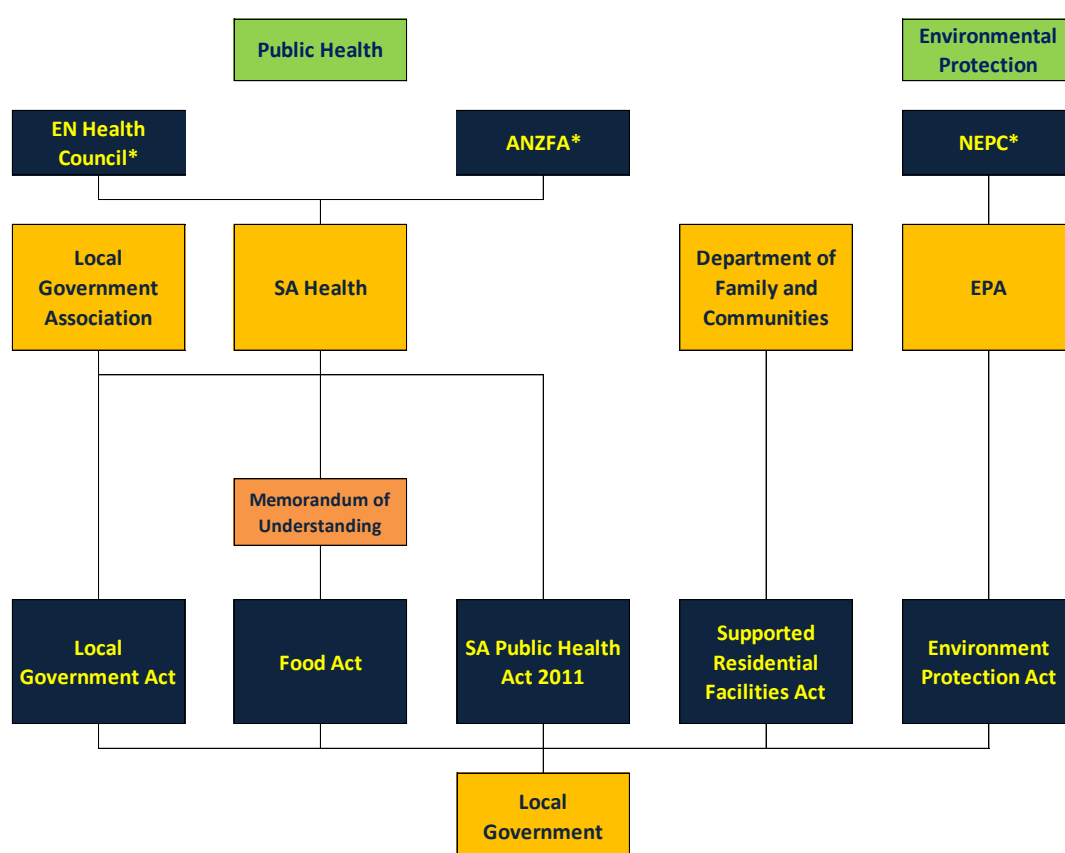 Public Health
Environmental
Protection
EN Health
Council*
ANZFA*
NEPC*
Local
Government
Association
SA Health
Department of
Family and
Communities
EPA
Memorandum of
Understanding
Local
Government Act
Food Act
SA Public Health
Act 2011
Supported
Residential
Facilities Act
Environment
Protection Act
Local
Government